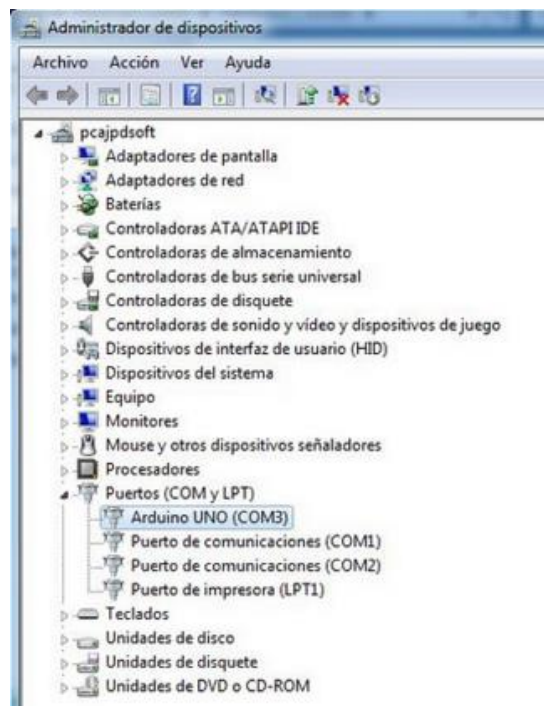 Administrador de dispositivos
Archivo Acción Ver Ayuda
pcajpdsoft
Adaptadores de pantalla
Adaptadores de red
Baterías
Controladoras ATA/ATAPI IDE
Controladoras de almacenamiento
Controladoras de bus serie universal
Controladoras de disquete
Controladoras de sonido y vídeo y dispositivos de juego
Dispositivos de interfaz de usuario (HID)
Dispositivos del sistema
Equipo
Monitores
Mouse y otros dispositivos señaladores
Procesadores
Puertos (COM y LPT)
Arduino UNO (COM3)
Puerto de comunicaciones (COM1)
Puerto de comunicaciones (COM2)
Puerto de impresora (LPT1)
Teclados
Unidades de disco
Unidades de disquete
Unidades de DVD o CD-ROM